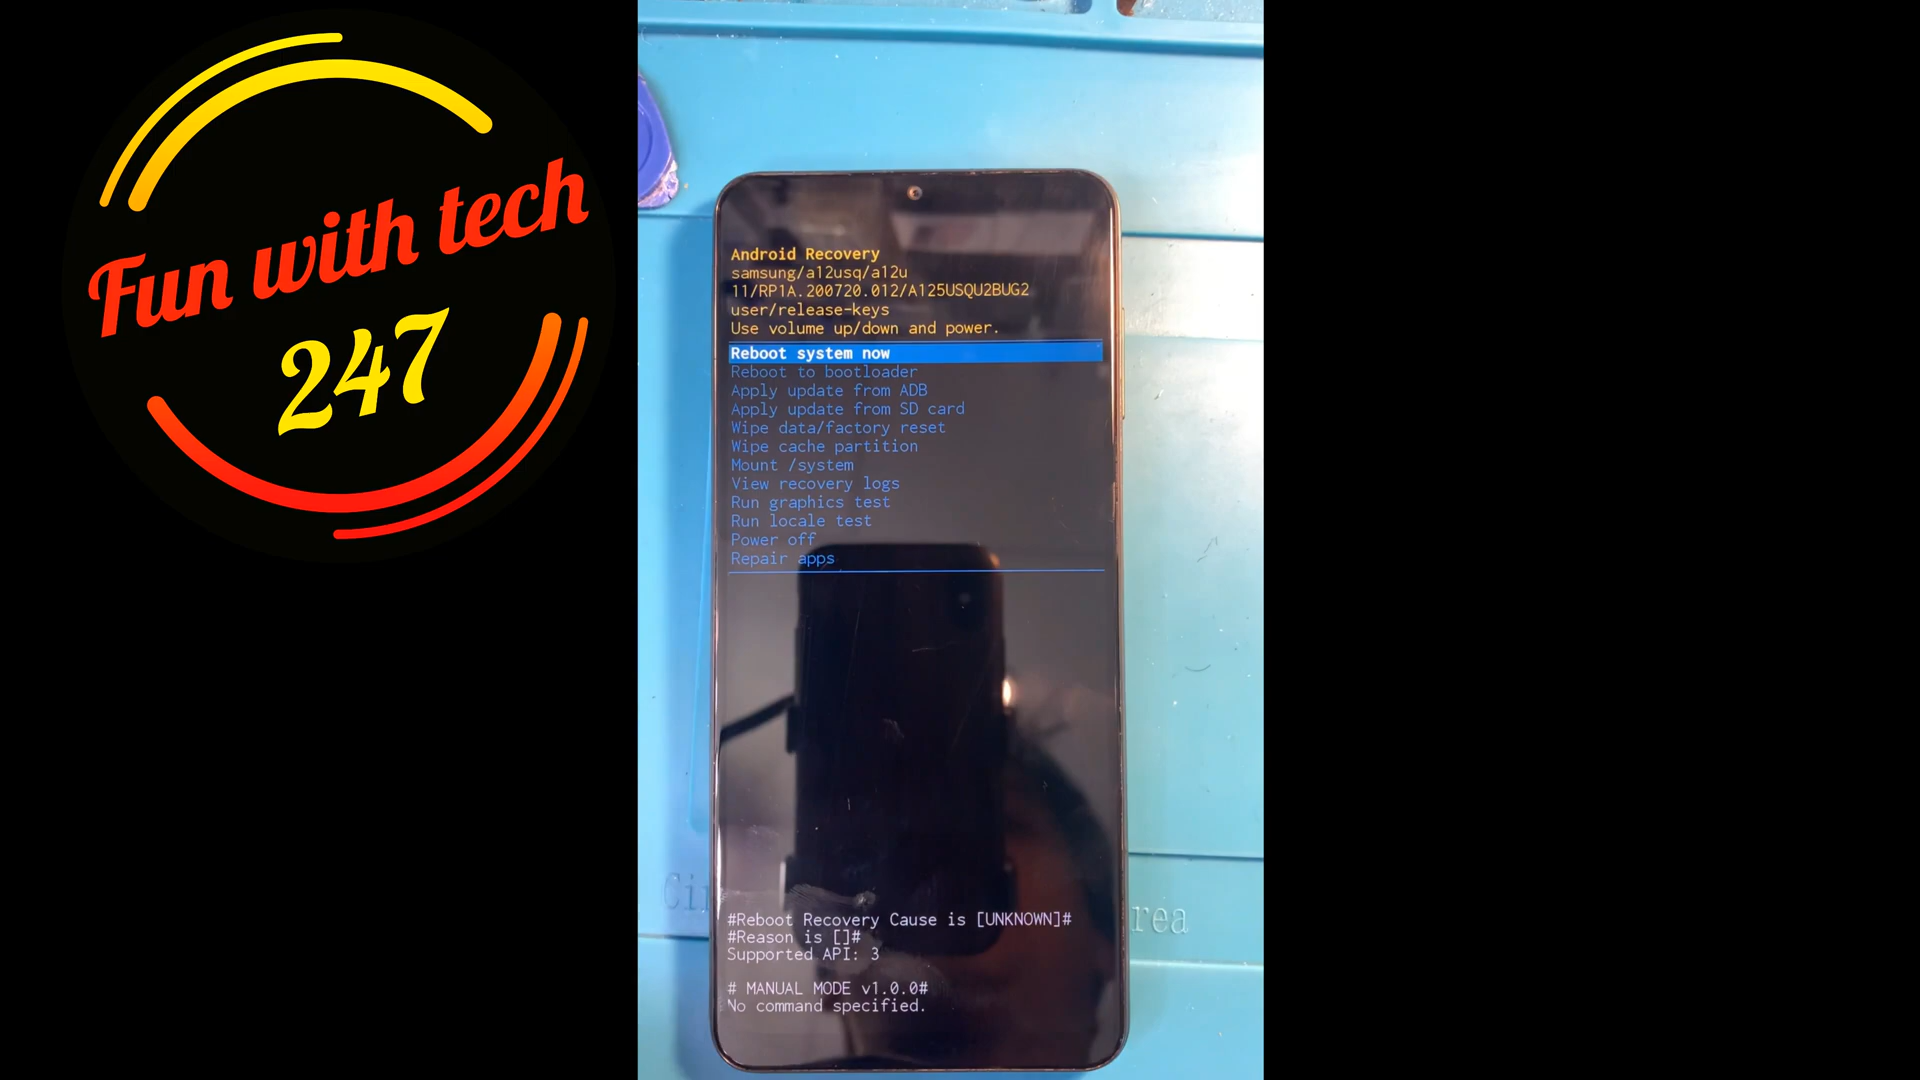 Fun with tech
247
Android Recovery
samsung/a12usq/a12u
11/RP1A.200720.012/A125USQU2BUG2
user/release-keys
Use volume up/down and power.
Reboot system now
Reboot to bootloader
Apply update from ADB
Apply update from SD card
Wipe data/factory reset
Wipe cache partition
Mount /system
View recovery logs
Run graphics test
Run locale test
Power off
Repair apps
#Reboot Recovery Cause is [UNKNOWN]#
#Reason is []#
Supported API: 3
# MANUAL MODE v1.0.0#
No command specified.